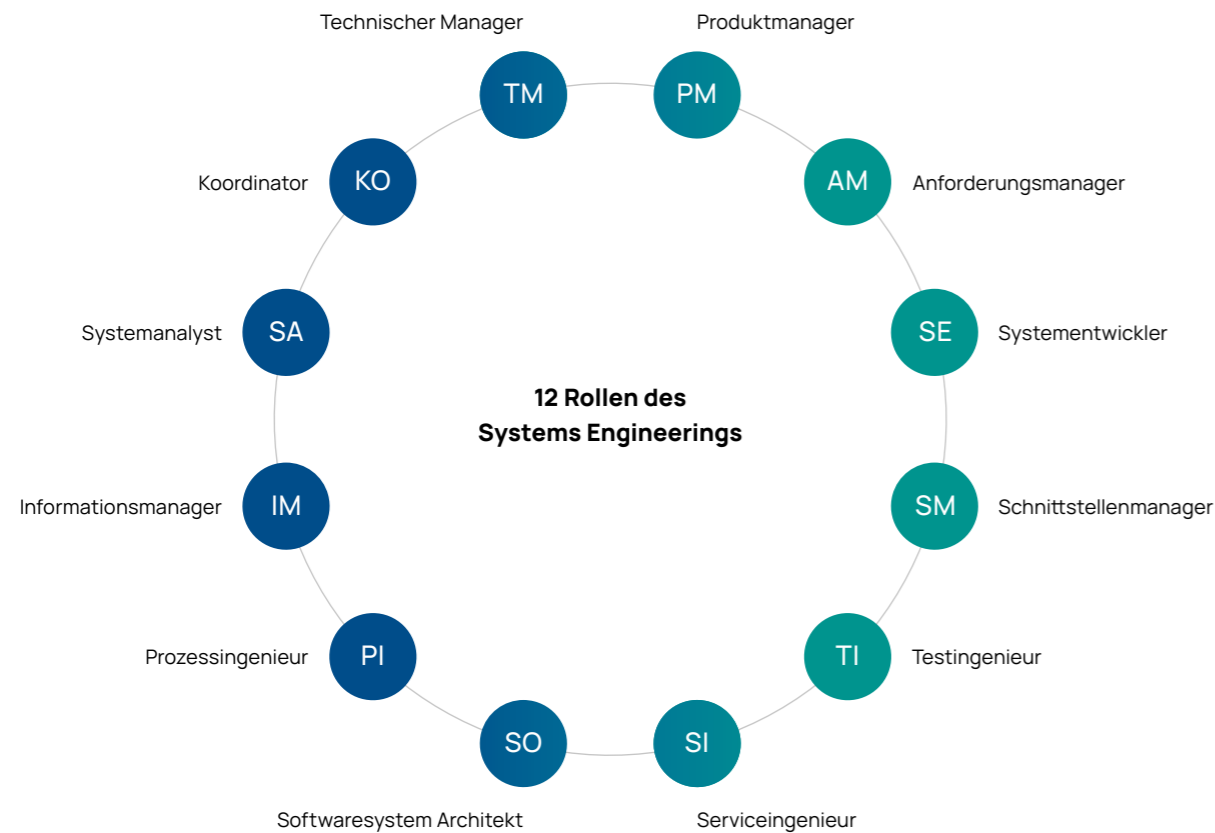 Technischer Manager
Produktmanager
TM
PM
KO
Koordinator
AM
Anforderungsmanager
Systemanalyst
SA
SE
Systementwickler
12 Rollen des
Systems Engineerings
Informationsmanager
IM
SM
Schnittstellenmanager
Prozessingenieur
PI
TI
Testingenieur
SO
SI
Softwaresystem Architekt
Serviceingenieur